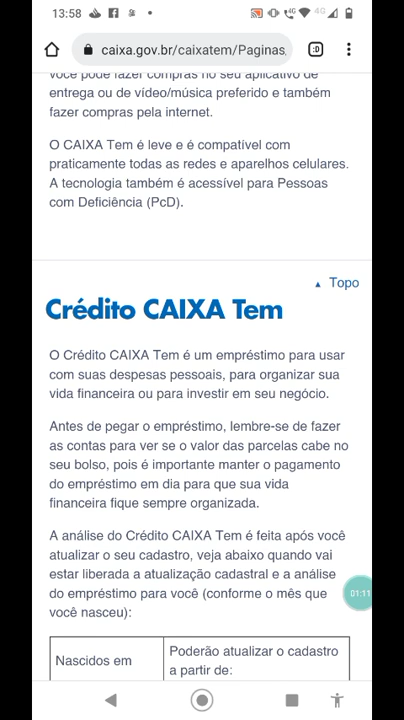 13:58
4G
4G
caixa.gov.br/caixatem/Paginas,
:D
você pode fazer compras no seu aplicativo de
entrega ou de vídeo/música preferido e também
fazer compras pela internet.
O CAIXA Tem é leve e é compatível com
praticamente todas as redes e aparelhos celulares.
A tecnologia também é acessível para Pessoas
com Deficiência (PcD).
▲ Topo
Crédito CAIXA Tem
O Crédito CAIXA Tem é um empréstimo para usar
com suas despesas pessoais, para organizar sua
vida financeira ou para investir em seu negócio.
Antes de pegar o empréstimo, lembre-se de fazer
as contas para ver se o valor das parcelas cabe no
seu bolso, pois é importante manter o pagamento
do empréstimo em dia para que sua vida
financeira fique sempre organizada.
A análise do Crédito CAIXA Tem é feita após você
atualizar o seu cadastro, veja abaixo quando vai
estar liberada a atualização cadastral e a análise
do empréstimo para você (conforme o mês que
você nasceu):
01:11
Nascidos em
Poderão atualizar o cadastro
a partir de: